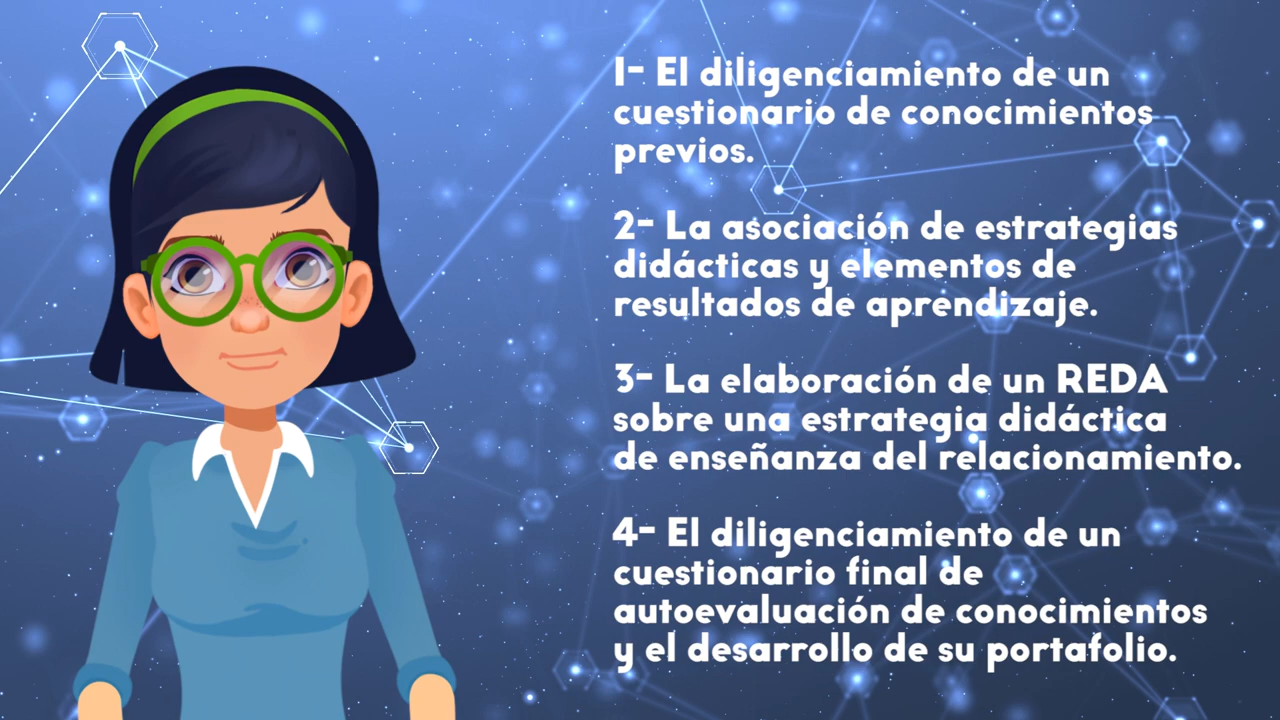 1- El diligenciamiento de un
cuestionario de conocimientos
previos.
2- La asociación de estrategias
didácticas y elementos de
resultados de aprendizaje.
3- La elaboración de un REDA
sobre una estrategia didáctica
de enseñanza del relacionamiento.
4- El diligenciamiento de un
cuestionario final de
autoevaluación de conocimientos
y el desarrollo de su portafolio.